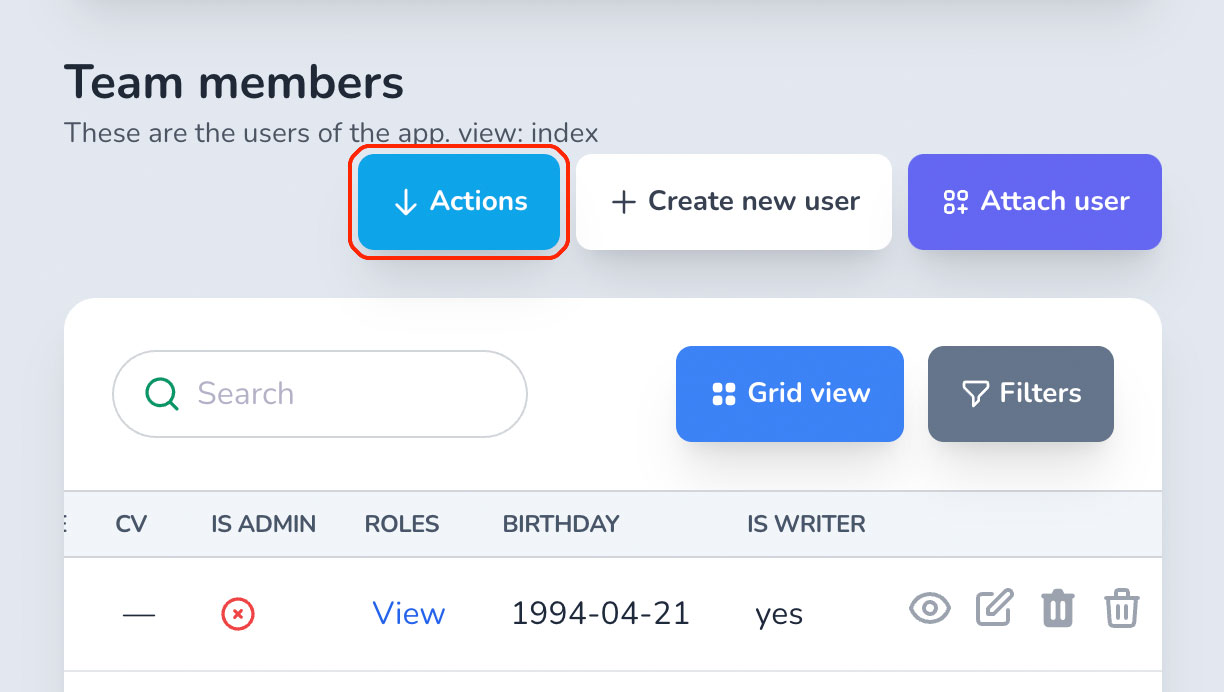 Team members
These are the users of the app. view: index
Actions
Create new user
Attach user
Search
Grid view
Filters
CV IS ADMIN ROLES BIRTHDAY IS WRITER
— View 1994-04-21 yes